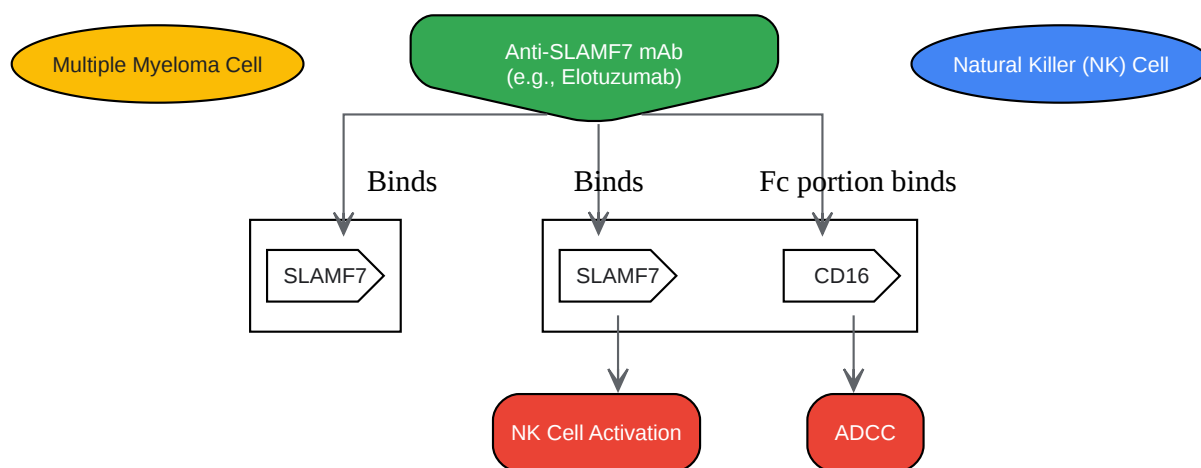 Multiple Myeloma Cell
Anti-SLAMF7 mAb
(e.g., Elotuzumab)
Natural Killer (NK) Cell
Binds
Binds
Fc portion binds
SLAMF7
SLAMF7
CD16
NK Cell Activation
ADCC